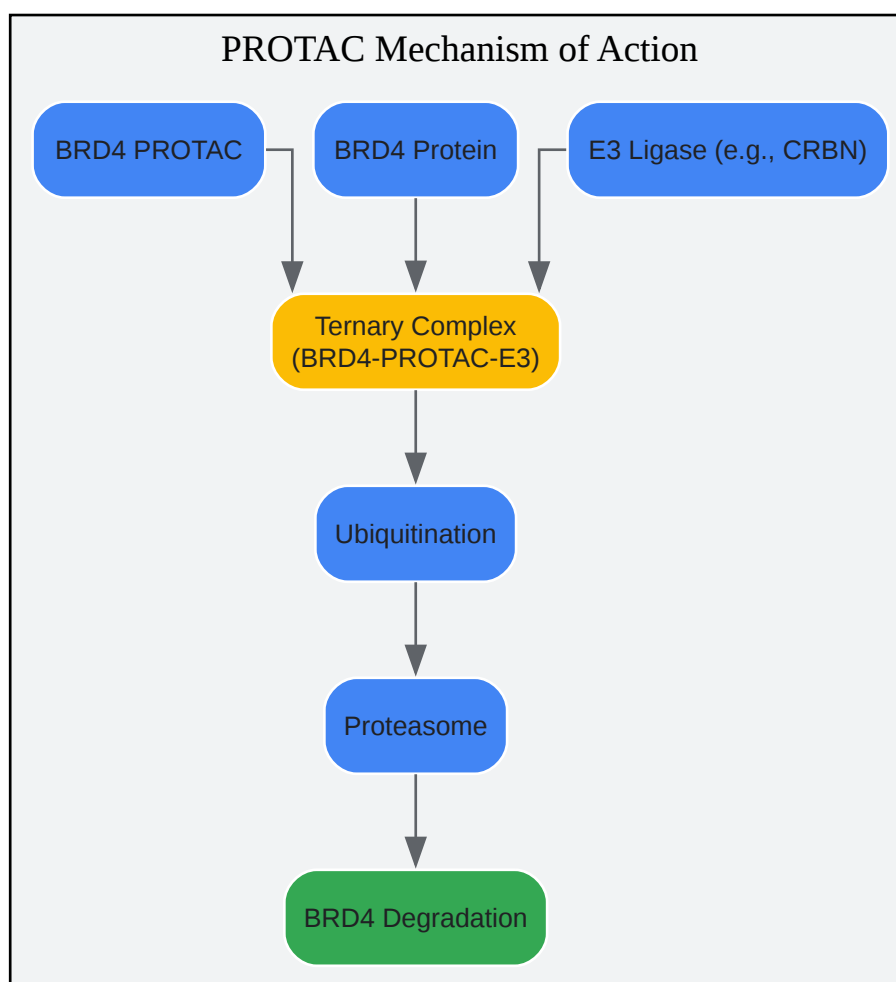 PROTAC Mechanism of Action
BRD4 PROTAC
BRD4 Protein
E3 Ligase (e.g., CRBN)
Ternary Complex
(BRD4-PROTAC-E3)
Ubiquitination
Proteasome
BRD4 Degradation